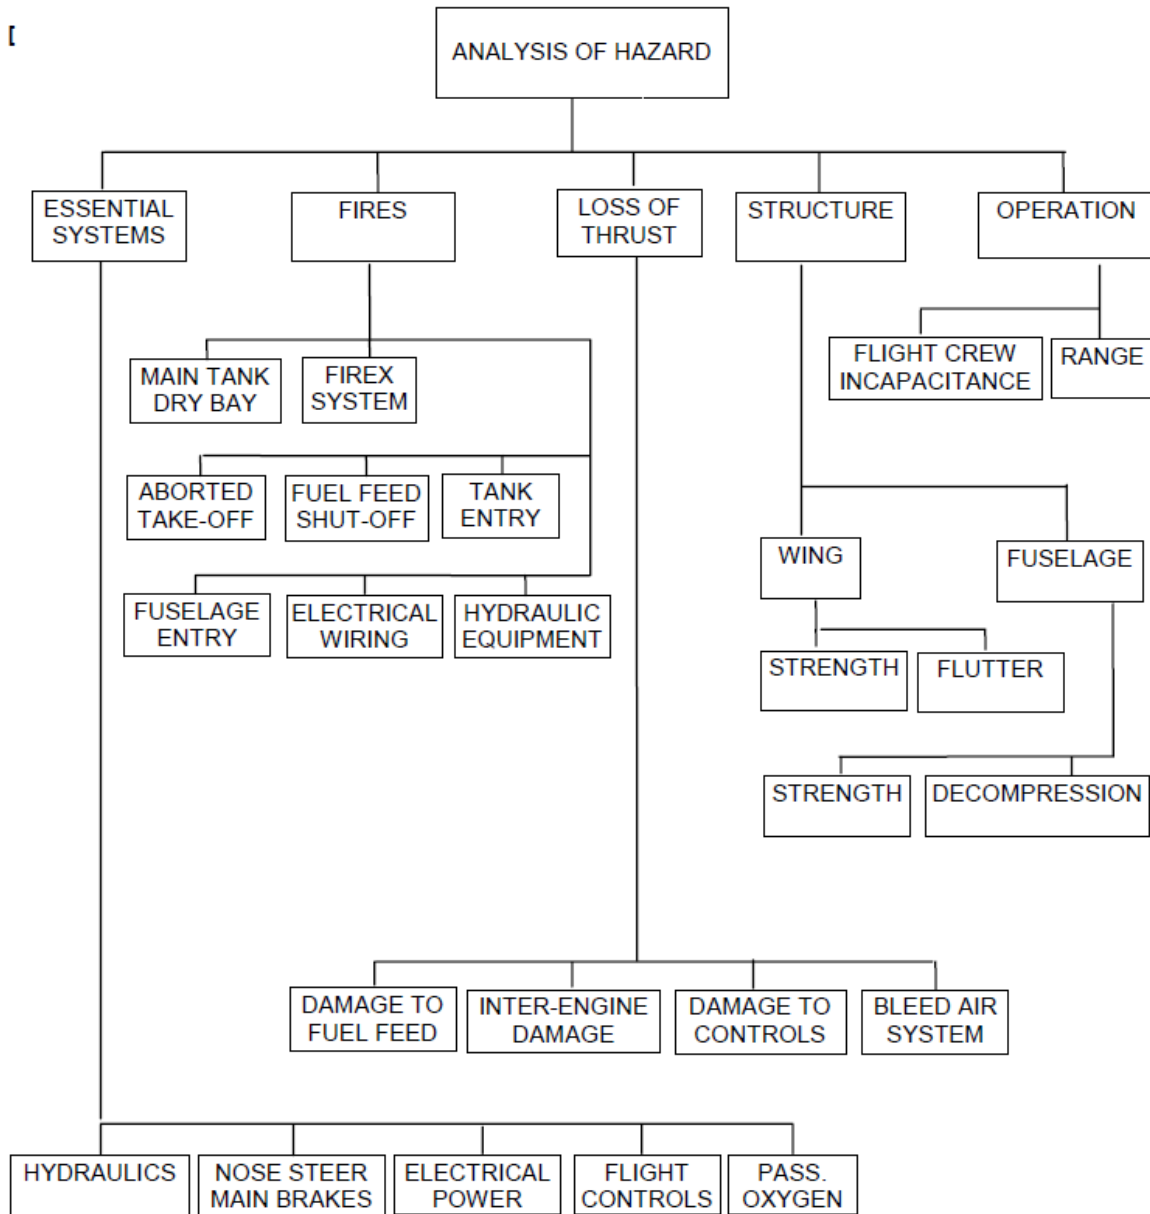 [
ANALYSIS OF HAZARD
ESSENTIAL
SYSTEMS
FIRES
LOSS OF
THRUST
STRUCTURE
OPERATION
MAIN TANK
DRY BAY
FIREX
SYSTEM
FLIGHT CREW
INCAPACITANCE
RANGE
ABORTED
TAKE-OFF
FUEL FEED
SHUT-OFF
TANK
ENTRY
WING
FUSELAGE
FUSELAGE
ENTRY
ELECTRICAL
WIRING
HYDRAULIC
EQUIPMENT
STRENGTH
FLUTTER
STRENGTH
DECOMPRESSION
DAMAGE TO
FUEL FEED
INTER-ENGINE
DAMAGE
DAMAGE TO
CONTROLS
BLEED AIR
SYSTEM
HYDRAULICS
NOSE STEER
MAIN BRAKES
ELECTRICAL
POWER
FLIGHT
CONTROLS
PASS.
OXYGEN